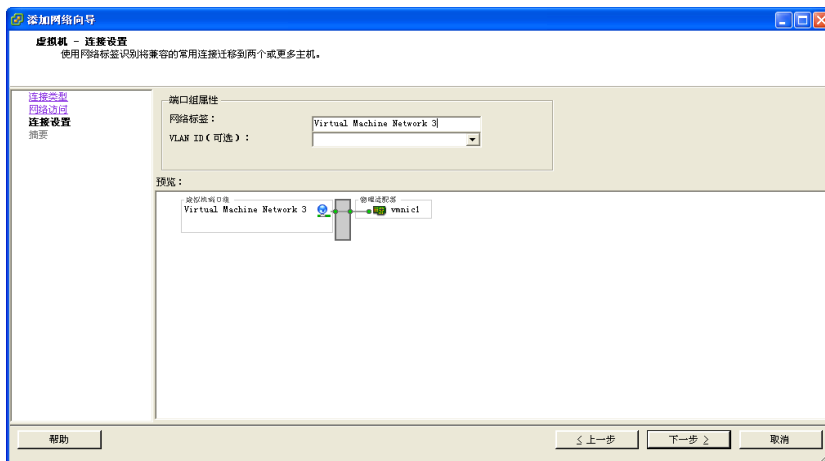 添加网络向导
虚拟机 - 连接设置
使用网络标签识别将兼容的常用连接迁移到两个或更多主机。
连接类型
网络访问
连接设置
摘要
端口组属性
网络标签：
Virtual Machine Network 3
VLAN ID(可选)：
预览：
虚拟机端口组
Virtual Machine Network 3
物理适配器
vmnic1
帮助
≤ 上一步
下一步 ≥
取消